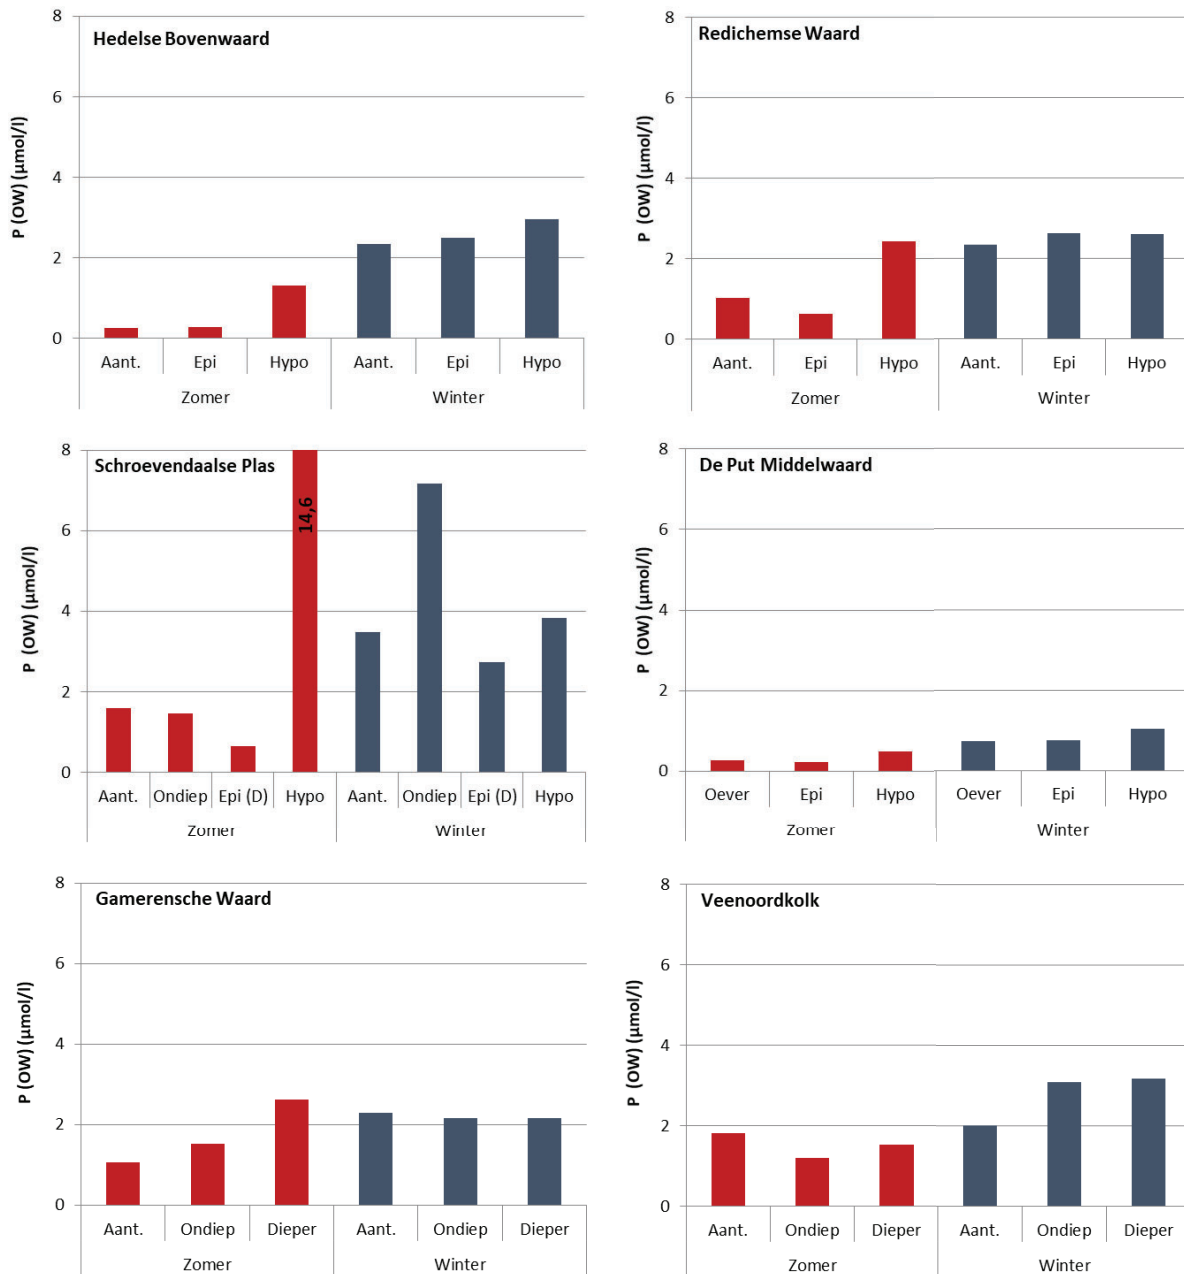 Hedelse Bovenwaard
P (OW) (µmol/l)
8
6
4
2
0
Aant. Epi Hypo Aant. Epi Hypo
Zomer Winter
Redichemse Waard
P (OW) (µmol/l)
8
6
4
2
0
Aant. Epi Hypo Aant. Epi Hypo
Zomer Winter
Schroevendaalse Plas
P (OW) (µmol/l)
8
6
4
2
0
14,6
Aant. Ondiep Epi (D) Hypo Aant. Ondiep Epi (D) Hypo
Zomer Winter
De Put Middelwaard
P (OW) (µmol/l)
8
6
4
2
0
Oever Epi Hypo Oever Epi Hypo
Zomer Winter
Gamerensche Waard
P (OW) (µmol/l)
8
6
4
2
0
Aant. Ondiep Dieper Aant. Ondiep Dieper
Zomer Winter
Veenoordkolk
P (OW) (µmol/l)
8
6
4
2
0
Aant. Ondiep Dieper Aant. Ondiep Dieper
Zomer Winter